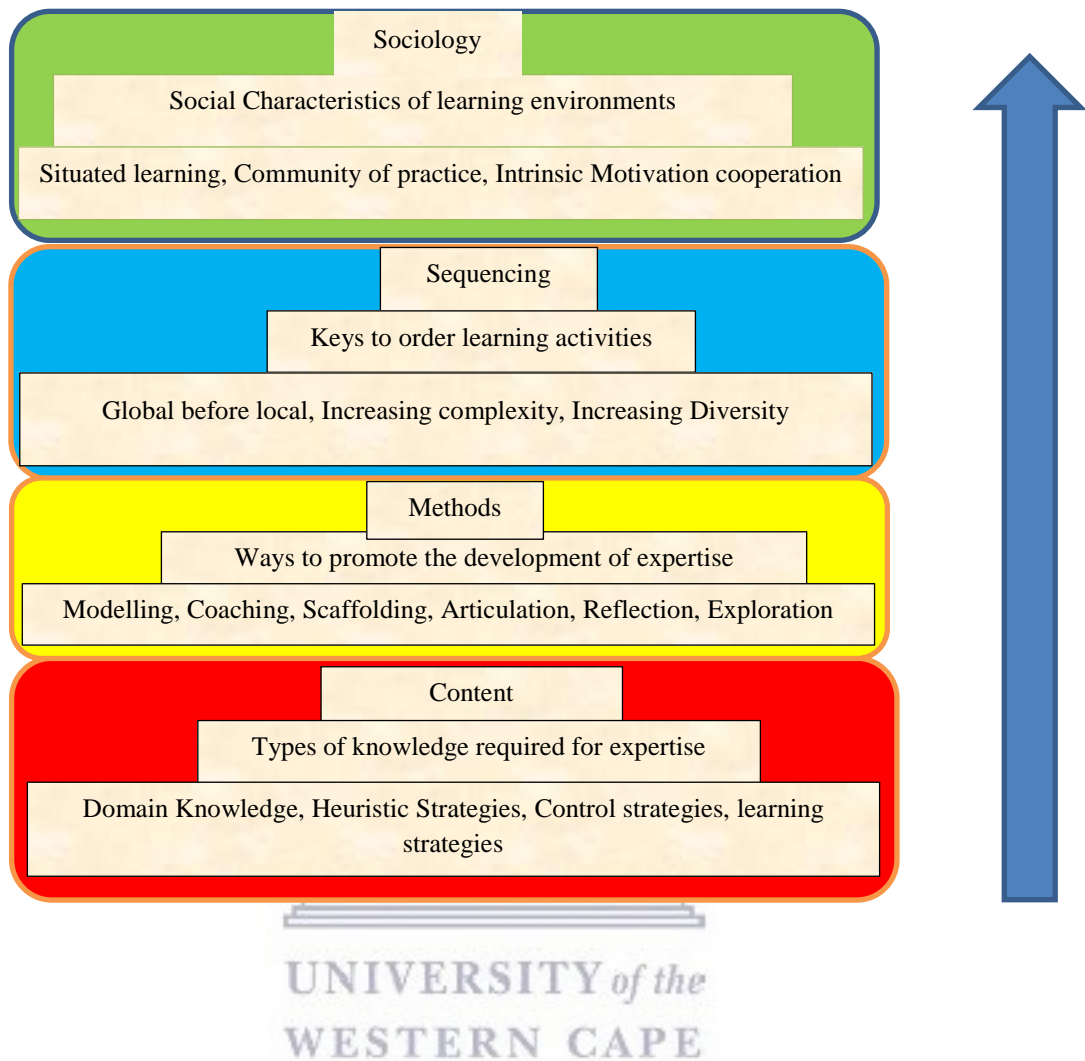 Sociology
Social Characteristics of learning environments
Situated learning, Community of practice, Intrinsic Motivation cooperation
Sequencing
Keys to order learning activities
Global before local, Increasing complexity, Increasing Diversity
Methods
Ways to promote the development of expertise
Modelling, Coaching, Scaffolding, Articulation, Reflection, Exploration
Content
Types of knowledge required for expertise
Domain Knowledge, Heuristic Strategies, Control strategies, learning
strategies
UNIVERSITY of the
WESTERN CAPE